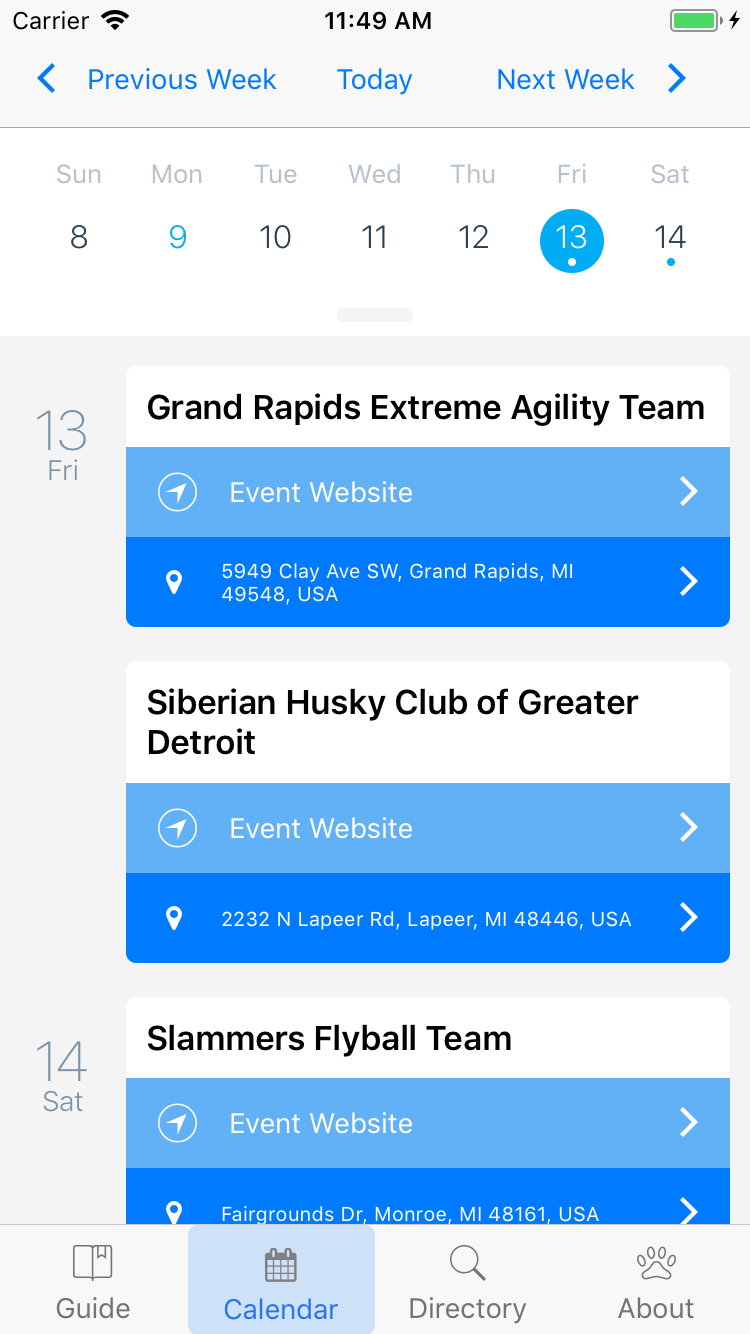 Carrier 11:49 AM
Previous Week Today Next Week
Sun Mon Tue Wed Thu Fri Sat
8 9 10 11 12 13 14
13
Fri
Grand Rapids Extreme Agility Team
Event Website
5949 Clay Ave SW, Grand Rapids, MI
49548, USA
Siberian Husky Club of Greater
Detroit
Event Website
2232 N Lapeer Rd, Lapeer, MI 48446, USA
14
Sat
Slammers Flyball Team
Event Website
Fairgrounds Dr, Monroe, MI 48161, USA
Guide Calendar Directory About